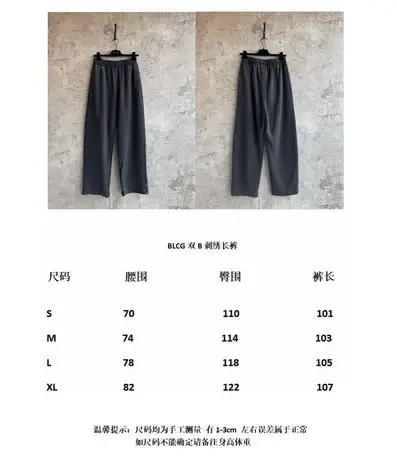 BLCG 双 B 刺绣长裤
尺码 腰围 臀围 裤长
S 70 110 101
M 74 114 103
L 78 118 105
XL 82 122 107
温馨提示：尺码均为手工测量 有1-3cm 左右误差属于正常
如尺码不能确定请备注身高体重